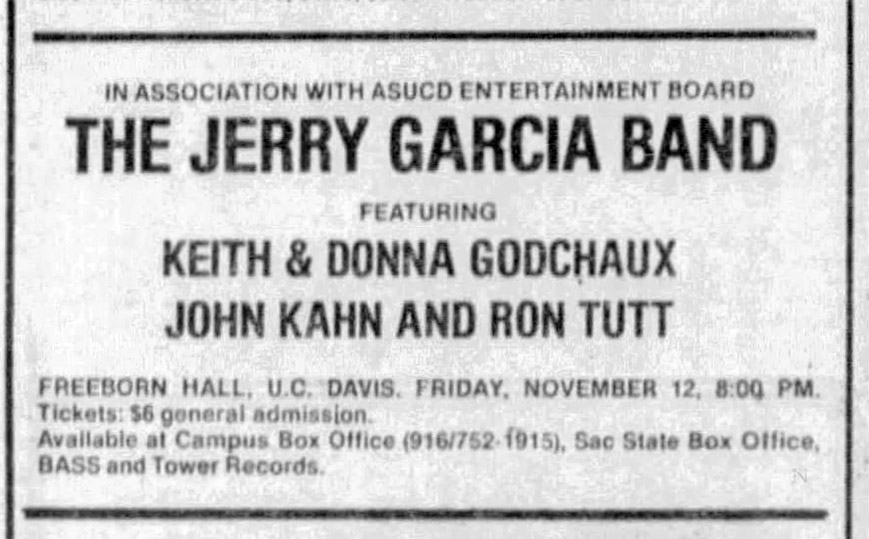 IN ASSOCIATION WITH ASUCD ENTERTAINMENT BOARD
THE JERRY GARCIA BAND
FEATURING
KEITH & DONNA GODCHAUX
JOHN KAHN AND RON TUTT
FREEBORN HALL, U.C. DAVIS. FRIDAY, NOVEMBER 12, 8:00 PM.
Tickets: $6 general admission.
Available at Campus Box Office (916/752-1915), Sac State Box Office,
BASS and Tower Records.